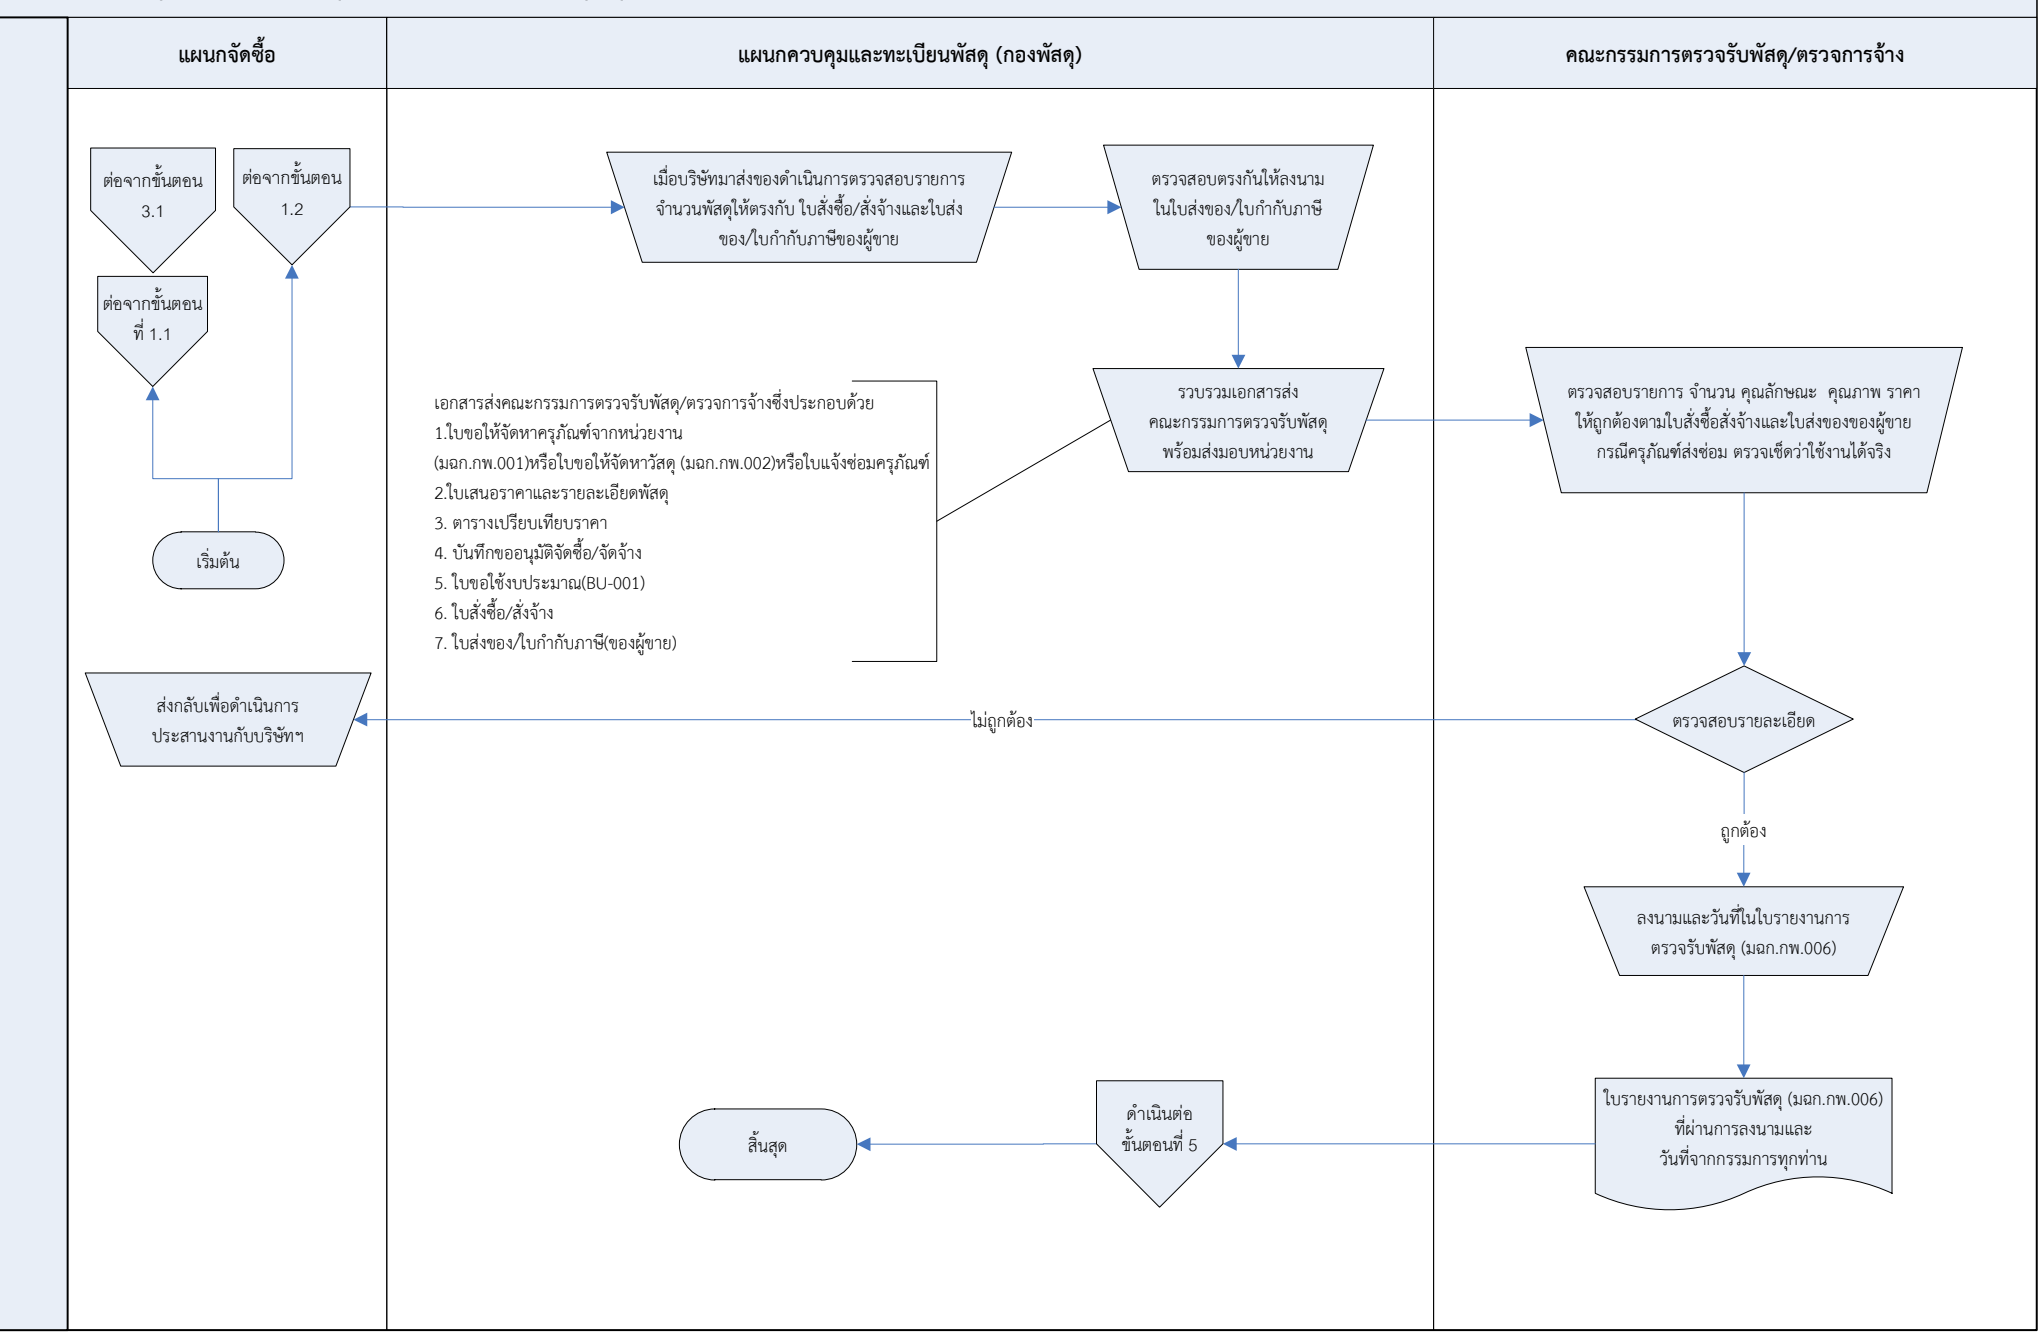 แผนกจัดซื้อ
แผนกควบคุมและทะเบียนพัสดุ (กองพัสดุ)
คณะกรรมการตรวจรับพัสดุ/ตรวจการจ้าง
ต่อจากขั้นตอน
3.1
ต่อจากขั้นตอน
1.2
เมื่อบริษัทมาส่งของดำเนินการตรวจสอบรายการ
จำนวนพัสดุให้ตรงกับ ใบสั่งซื้อ/สั่งจ้างและใบส่ง
ของ/ใบกำกับภาษีของผู้ขาย
ตรวจสอบตรงกันให้ลงนาม
ในใบส่งของ/ใบกำกับภาษี
ของผู้ขาย
ต่อจากขั้นตอน
ที่ 1.1
รวบรวมเอกสารส่ง
คณะกรรมการตรวจรับพัสดุ
พร้อมส่งมอบหน่วยงาน
ตรวจสอบรายการ จำนวน คุณลักษณะ  คุณภาพ ราคา
ให้ถูกต้องตามใบสั่งซื้อสั่งจ้างและใบส่งของของผู้ขาย
กรณีครุภัณฑ์ส่งซ่อม ตรวจเช็ดว่าใช้งานได้จริง
เอกสารส่งคณะกรรมการตรวจรับพัสดุ/ตรวจการจ้างซึ่งประกอบด้วย
1.ใบขอให้จัดหาครุภัณฑ์จากหน่วยงาน
(มฉก.กพ.001)หรือใบขอให้จัดหาวัสดุ (มฉก.กพ.002)หรือใบแจ้งซ่อมครุภัณฑ์
2.ใบเสนอราคาและรายละเอียดพัสดุ
3. ตารางเปรียบเทียบราคา
4. บันทึกขออนุมัติจัดซื้อ/จัดจ้าง
5. ใบขอใช้งบประมาณ(BU-001)
6. ใบสั่งซื้อ/สั่งจ้าง
7. ใบส่งของ/ใบกำกับภาษี(ของผู้ขาย)
เริ่มต้น
ส่งกลับเพื่อดำเนินการ
ประสานงานกับบริษัทฯ
ไม่ถูกต้อง
ตรวจสอบรายละเอียด
ถูกต้อง
ลงนามและวันที่ในใบรายงานการ
ตรวจรับพัสดุ (มฉก.กพ.006)
ใบรายงานการตรวจรับพัสดุ (มฉก.กพ.006)
ที่ผ่านการลงนามและ
วันที่จากกรรมการทุกท่าน
ดำเนินต่อ
ขั้นตอนที่ 5
สิ้นสุด